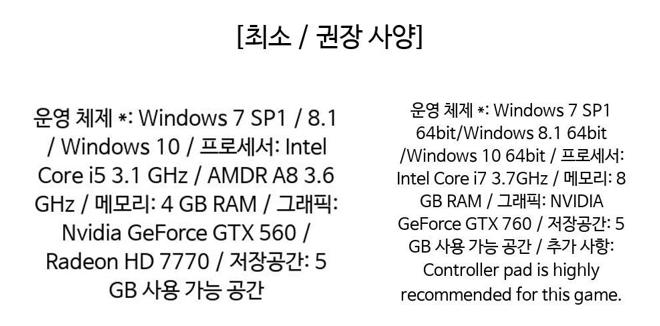 [최소 / 권장 사양]
운영 체제 *: Windows 7 SP1 / 8.1
/ Windows 10 / 프로세서: Intel
Core i5 3.1 GHz / AMDR A8 3.6
GHz / 메모리: 4 GB RAM / 그래픽:
Nvidia GeForce GTX 560 /
Radeon HD 7770 / 저장공간: 5
GB 사용 가능 공간
운영 체제 *: Windows 7 SP1
64bit/Windows 8.1 64bit
/Windows 10 64bit / 프로세서:
Intel Core i7 3.7GHz / 메모리: 8
GB RAM / 그래픽: NVIDIA
GeForce GTX 760 / 저장공간: 5
GB 사용 가능 공간 / 추가 사항:
Controller pad is highly
recommended for this game.